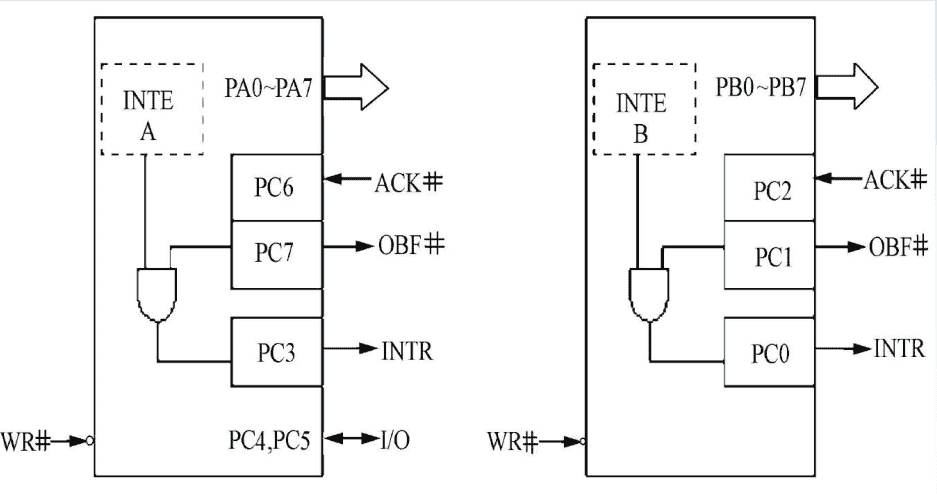 INTE
A
PA0~PA7
PC6
ACK#
PC7
OBF#
PC3
INTR
WR#
PC4,PC5
I/O
INTE
B
PB0~PB7
PC2
ACK#
PC1
OBF#
PC0
INTR
WR#